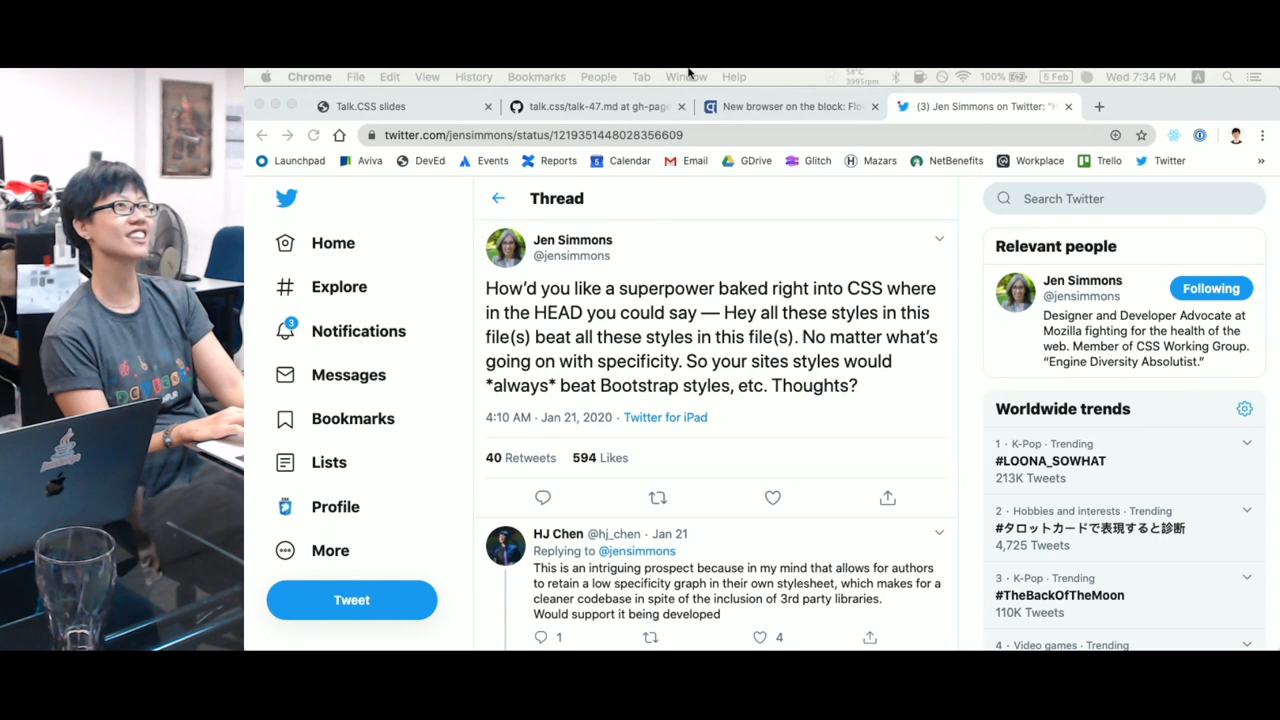 Chrome File Edit View History Bookmarks People Tab Window Help
58°C
3995rpm
100%
5 Feb
Wed 7:34 PM
A
Talk.CSS slides
talk.css/talk-47.md at gh-page
New browser on the block: Flo
(3) Jen Simmons on Twitter: "H
twitter.com/jensimmons/status/1219351448028356609
Launchpad Aviva DevEd Events Reports Calendar Email GDrive Glitch Mazars NetBenefits Workplace Trello Twitter »
Home
Explore
3
Notifications
Messages
Bookmarks
Lists
Profile
More
Tweet
Thread
Jen Simmons
@jensimmons
How’d you like a superpower baked right into CSS where
in the HEAD you could say — Hey all these styles in this
file(s) beat all these styles in this file(s). No matter what’s
going on with specificity. So your sites styles would
*always* beat Bootstrap styles, etc. Thoughts?
4:10 AM · Jan 21, 2020 · Twitter for iPad
40 Retweets 594 Likes
HJ Chen @hj_chen · Jan 21
Replying to @jensimmons
This is an intriguing prospect because in my mind that allows for authors
to retain a low specificity graph in their own stylesheet, which makes for a
cleaner codebase in spite of the inclusion of 3rd party libraries.
Would support it being developed
1 4
Search Twitter
Relevant people
Jen Simmons
@jensimmons
Following
Designer and Developer Advocate at
Mozilla fighting for the health of the
web. Member of CSS Working Group.
“Engine Diversity Absolutist.”
Worldwide trends
1 · K-Pop · Trending
#LOONA_SOWHAT
213K Tweets
2 · Hobbies and interests · Trending
#タロットカードで表現すると診断
4,725 Tweets
3 · K-Pop · Trending
#TheBackOfTheMoon
110K Tweets
4 · Video games · Trending